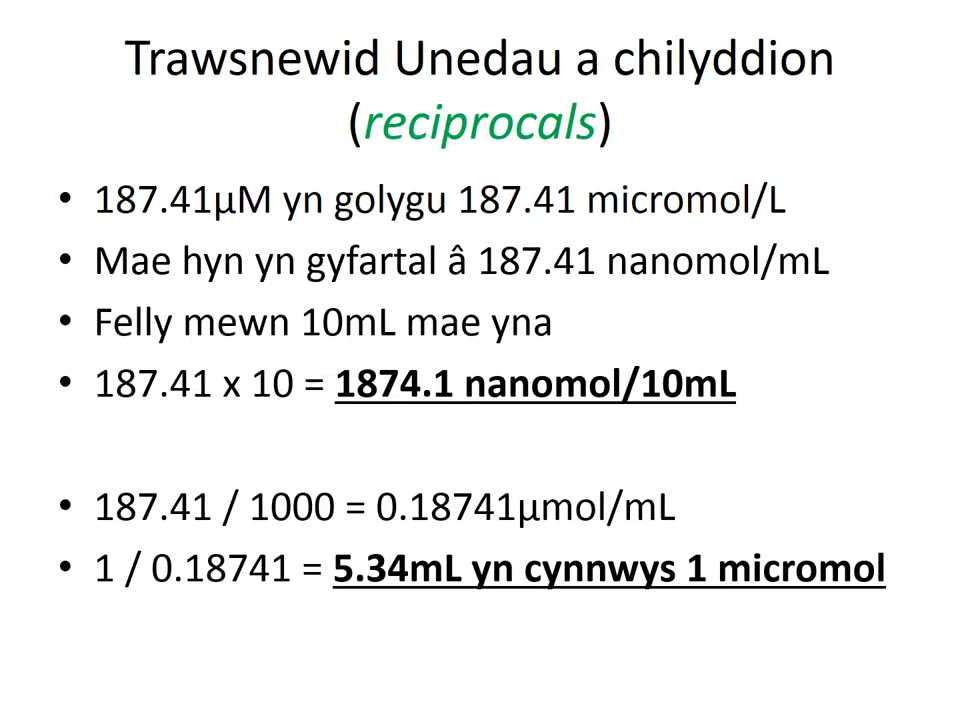 Trawsnewid Unedau a chilyddion
(reciprocals)
• 187.41µM yn golygu 187.41 micromol/L
• Mae hyn yn gyfartal â 187.41 nanomol/mL
• Felly mewn 10mL mae yna
• 187.41 x 10 = 1874.1 nanomol/10mL
• 187.41 / 1000 = 0.18741µmol/mL
• 1 / 0.18741 = 5.34mL yn cynnwys 1 micromol